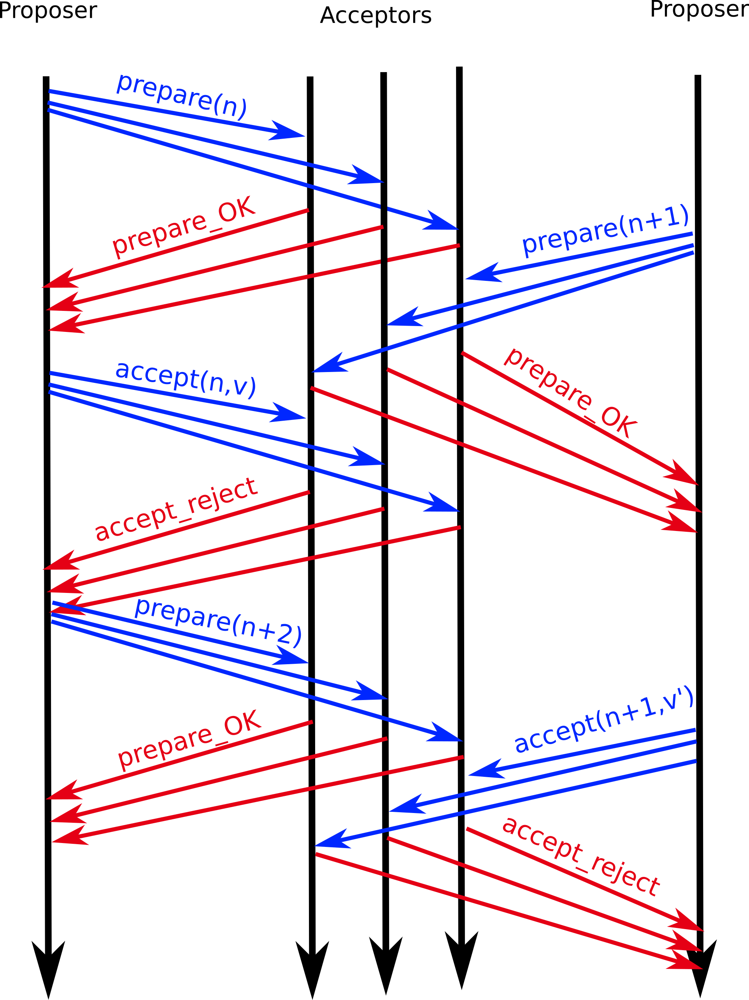 Proposer
Acceptors
Proposer
prepare(n)
prepare_OK
prepare(n+1)
prepare_OK
accept(n,v)
accept_reject
prepare(n+2)
accept(n+1,v')
prepare_OK
accept_reject